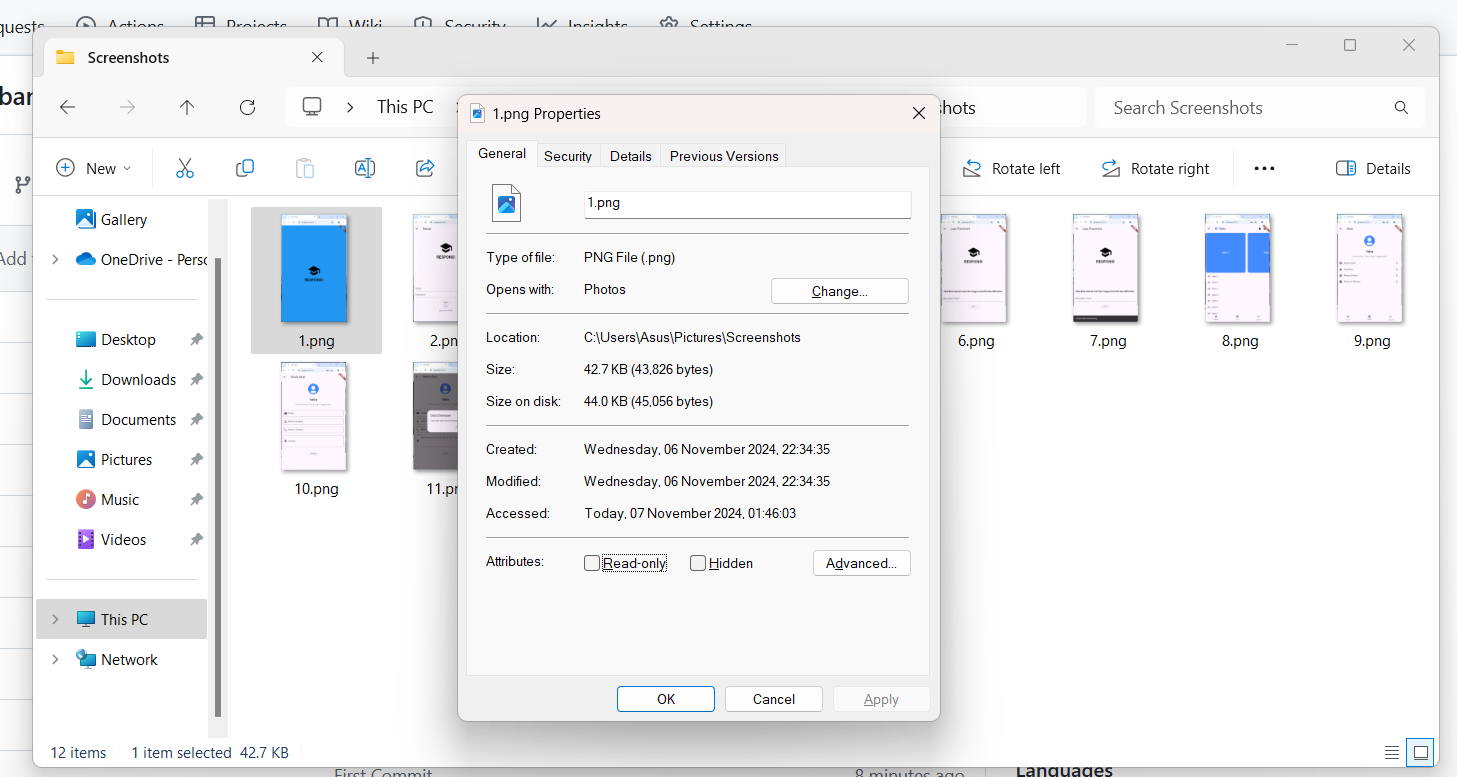 Actions Projects Wiki Security Insights Settings
Screenshots
This PC
Search Screenshots
1.png Properties
New
Rotate left
Rotate right
Details
General
Security
Details
Previous Versions
1.png
Type of file: PNG File (.png)
Opens with: Photos
Change...
Location: C:\Users\Asus\Pictures\Screenshots
Size: 42.7 KB (43,826 bytes)
Size on disk: 44.0 KB (45,056 bytes)
Created: Wednesday, 06 November 2024, 22:34:35
Modified: Wednesday, 06 November 2024, 22:34:35
Accessed: Today, 07 November 2024, 01:46:03
Attributes: Read-only Hidden
Advanced...
OK
Cancel
Apply
Gallery
OneDrive - Perso
Desktop
Downloads
Documents
Pictures
Music
Videos
This PC
Network
1.png
6.png
7.png
8.png
9.png
10.png
12 items 1 item selected 42.7 KB
First Commit
8 minutes ago
Languages